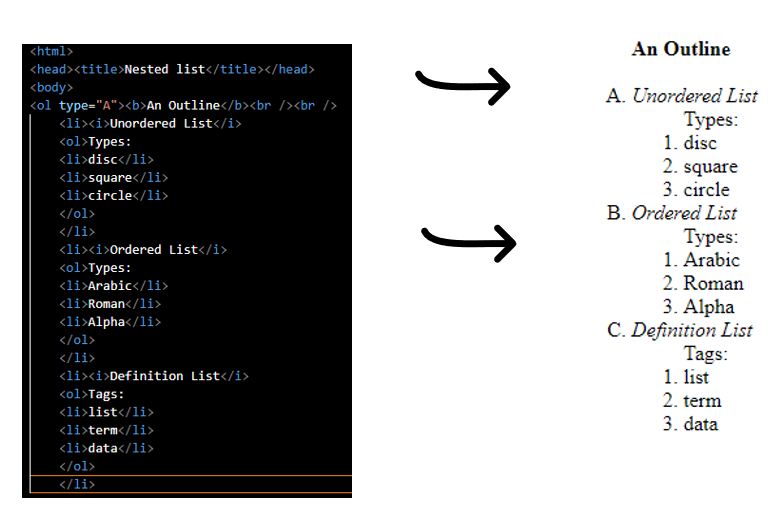 <html>
<head><title>Nested list</title></head>
<body>
<ol type="A"><b>An Outline</b><br /><br />
<li><i>Unordered List</i>
<ol>Types:
<li>disc</li>
<li>square</li>
<li>circle</li>
</ol>
</li>
<li><i>Ordered List</i>
<ol>Types:
<li>Arabic</li>
<li>Roman</li>
<li>Alpha</li>
</ol>
</li>
<li><i>Definition List</i>
<ol>Tags:
<li>list</li>
<li>term</li>
<li>data</li>
</ol>
</li>
An Outline
A. Unordered List
Types:
1. disc
2. square
3. circle
B. Ordered List
Types:
1. Arabic
2. Roman
3. Alpha
C. Definition List
Tags:
1. list
2. term
3. data